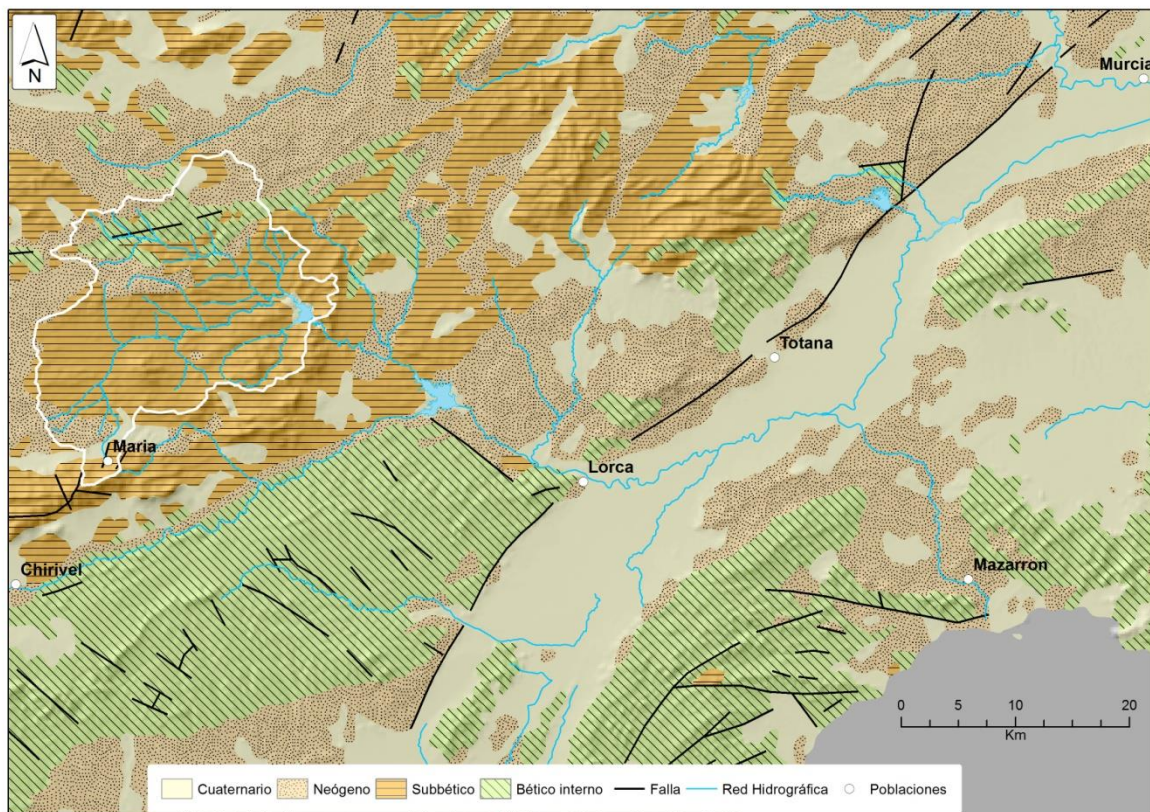 N
Murcia
Totana
Maria
Lorca
Chirivel
Mazarron
0 5 10 20
Km
Cuaternario Neógeno Subbético Bético interno Falla Red Hidrográfica Poblaciones